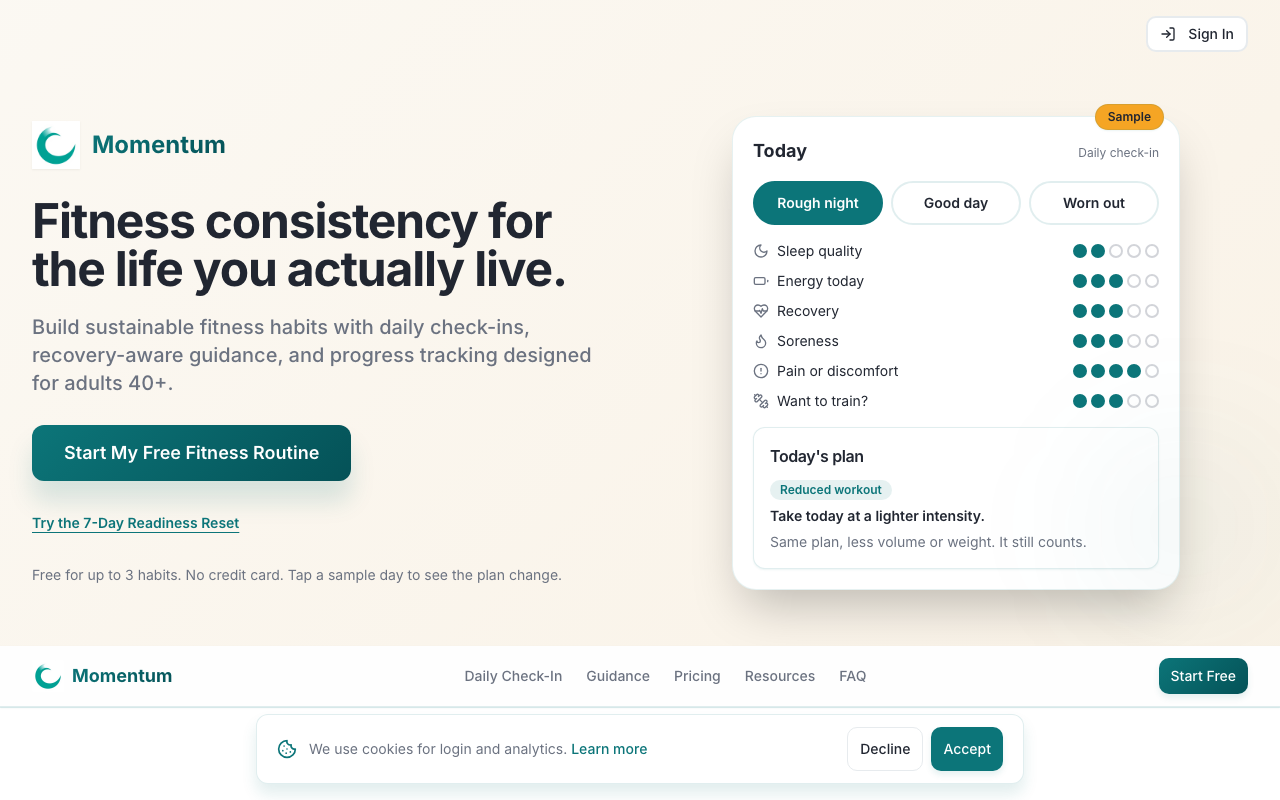 Sign In
Momentum
Fitness consistency for
the life you actually live.
Build sustainable fitness habits with daily check-ins,
recovery-aware guidance, and progress tracking designed
for adults 40+.
Start My Free Fitness Routine
Try the 7-Day Readiness Reset
Free for up to 3 habits. No credit card. Tap a sample day to see the plan change.
Sample
Today
Daily check-in
Rough night
Good day
Worn out
Sleep quality
Energy today
Recovery
Soreness
Pain or discomfort
Want to train?
Today's plan
Reduced workout
Take today at a lighter intensity.
Same plan, less volume or weight. It still counts.
Momentum
Daily Check-In
Guidance
Pricing
Resources
FAQ
Start Free
We use cookies for login and analytics. Learn more
Decline
Accept